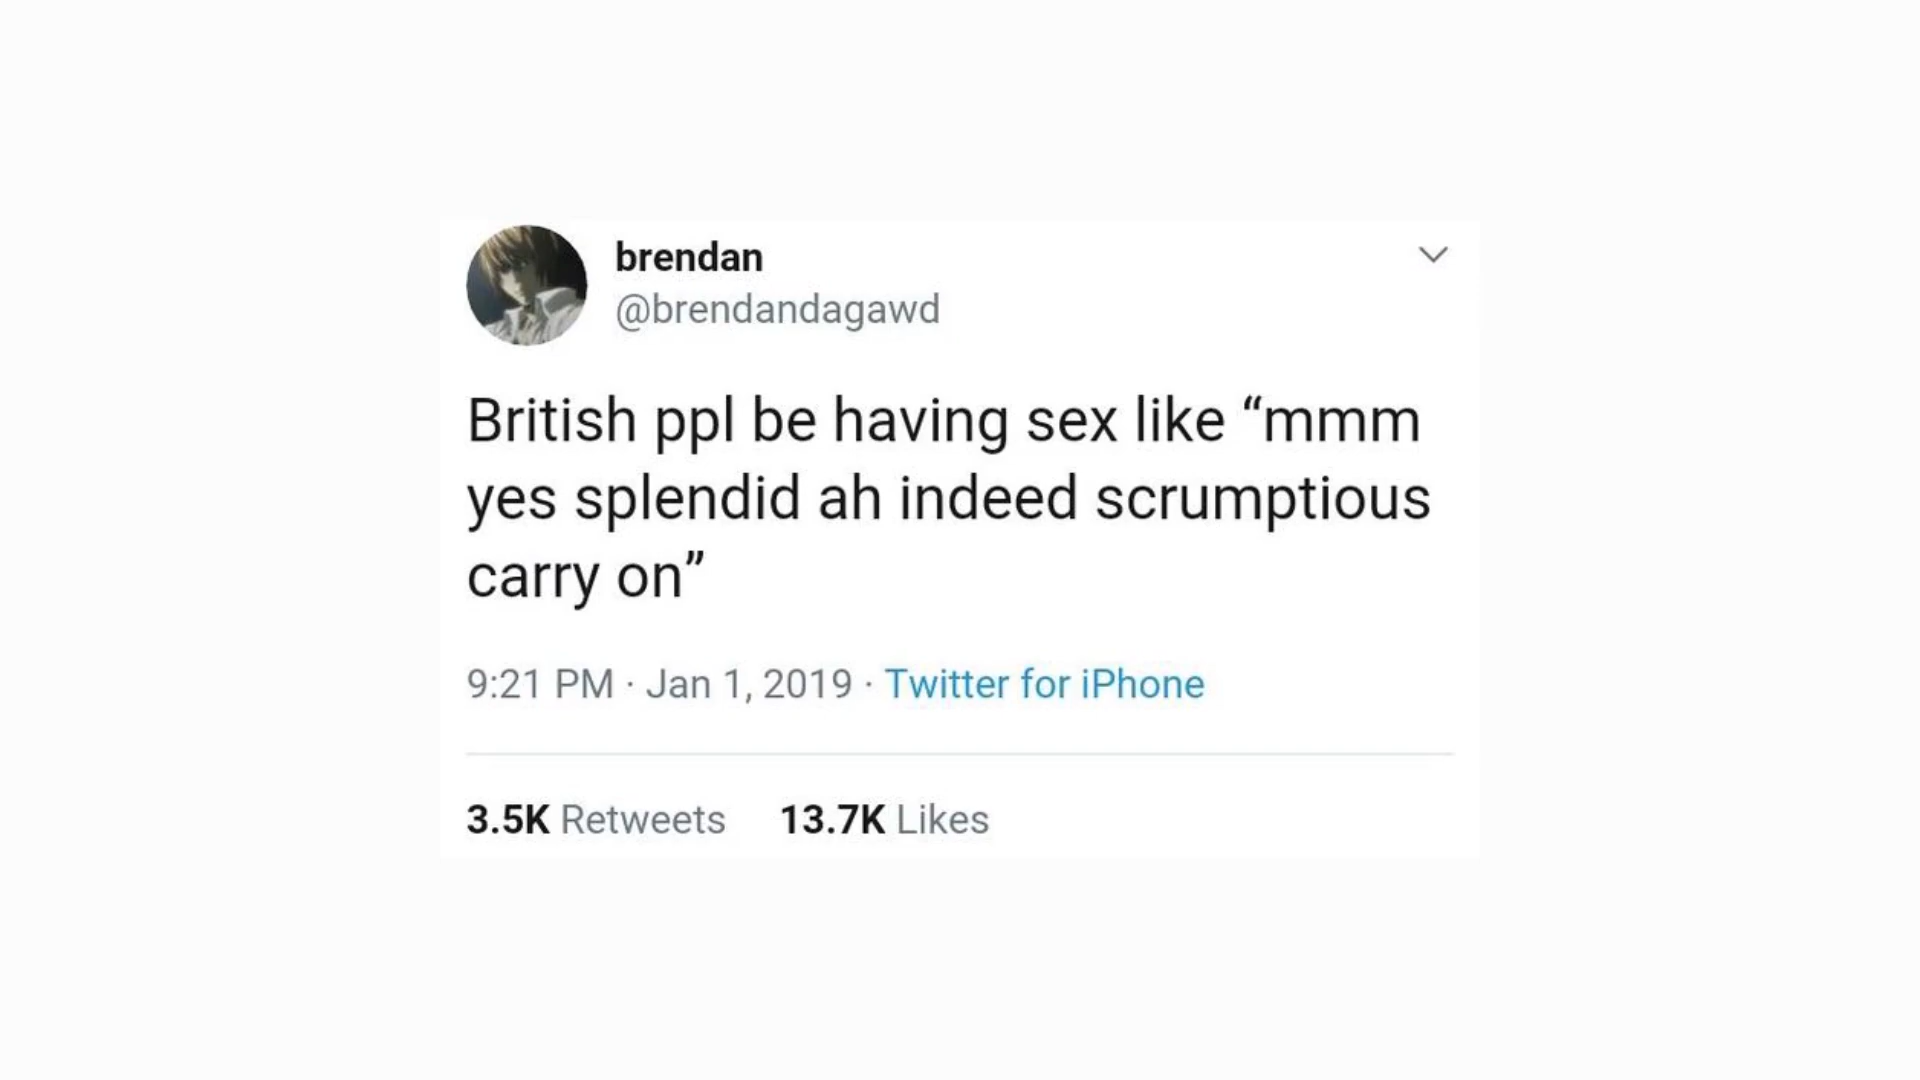 brendan
@brendandagawd
British ppl be having sex like “mmm
yes splendid ah indeed scrumptious
carry on”
9:21 PM · Jan 1, 2019 · Twitter for iPhone
3.5K Retweets 13.7K Likes